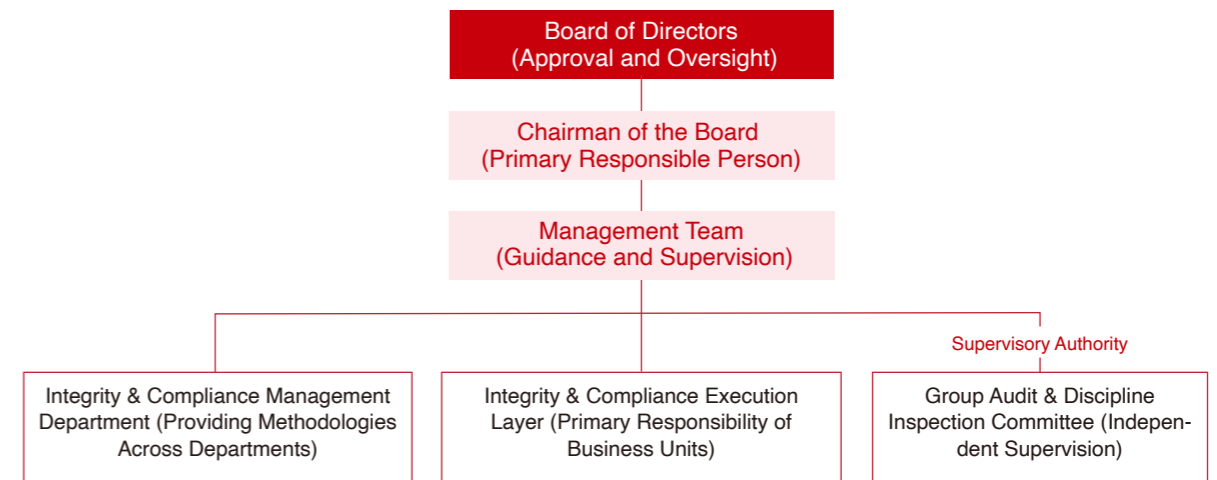 Board of Directors
(Approval and Oversight)
Chairman of the Board
(Primary Responsible Person)
Management Team
(Guidance and Supervision)
Supervisory Authority
Integrity & Compliance Management
Department (Providing Methodologies
Across Departments)
Integrity & Compliance Execution
Layer (Primary Responsibility of
Business Units)
Group Audit & Discipline
Inspection Committee (Indepen-
dent Supervision)